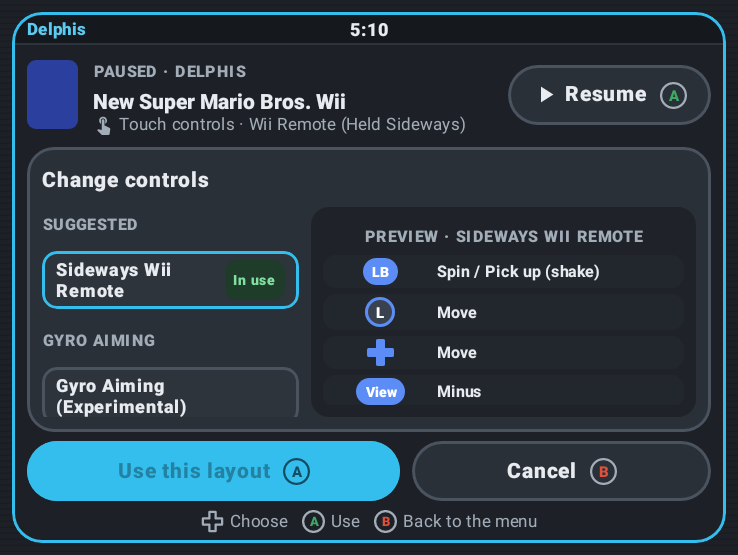 Delphis
5:10
PAUSED · DELPHIS
New Super Mario Bros. Wii
Touch controls · Wii Remote (Held Sideways)
Resume A
Change controls
SUGGESTED
Sideways Wii
Remote
In use
GYRO AIMING
Gyro Aiming
(Experimental)
PREVIEW · SIDEWAYS WII REMOTE
LB Spin / Pick up (shake)
L Move
Move
View Minus
Use this layout A
Cancel B
Choose A Use B Back to the menu